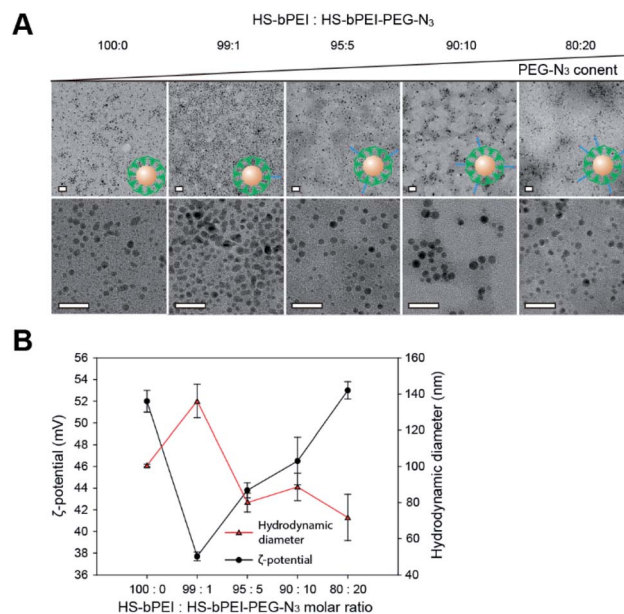 A
HS-bPEI : HS-bPEI-PEG-N₃
100:0 99:1 95:5 90:10 80:20
PEG-N₃ conent
B
56
54
52
50
48
46
44
42
40
38
36
ζ-potential (mV)
160
140
120
100
80
60
40
Hydrodynamic diameter (nm)
Hydrodynamic
diameter
ζ-potential
100 : 0 99 : 1 95 : 5 90 : 10 80 : 20
HS-bPEI : HS-bPEI-PEG-N₃ molar ratio